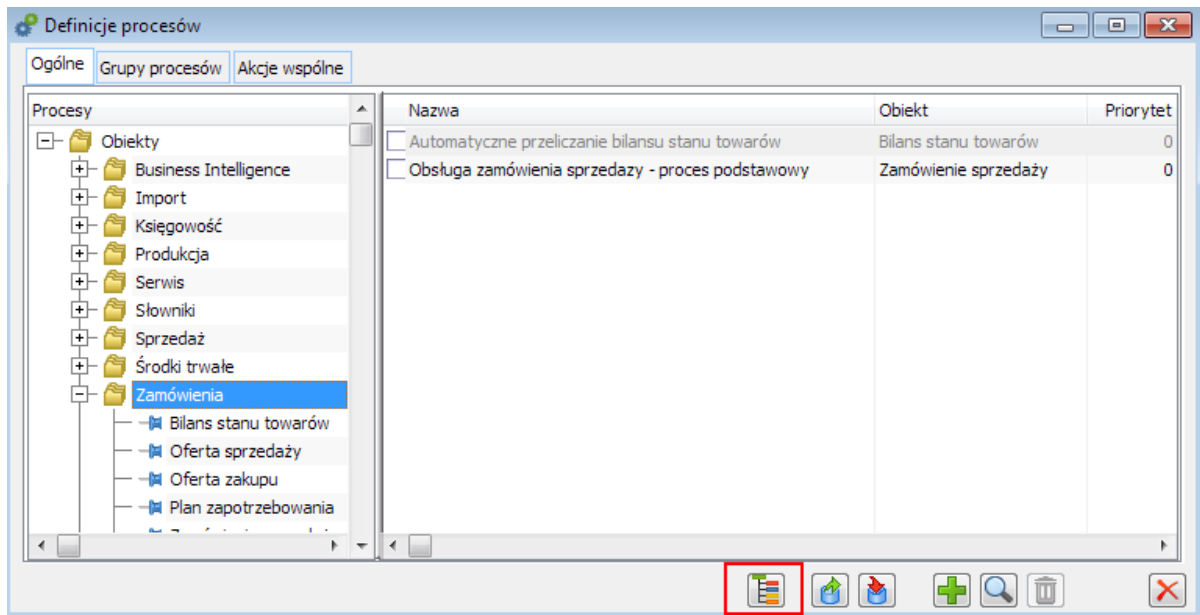 Definicje procesów
Ogólne Grupy procesów Akcje wspólne
Procesy
Obiekty
Business Intelligence
Import
Księgowość
Produkcja
Serwis
Słowniki
Sprzedaż
Środki trwałe
Zamówienia
Bilans stanu towarów
Oferta sprzedaży
Oferta zakupu
Plan zapotrzebowania
Nazwa Obiekt Priorytet
Automatyczne przeliczanie bilansu stanu towarów Bilans stanu towarów 0
Obsługa zamówienia sprzedazy - proces podstawowy Zamówienie sprzedaży 0